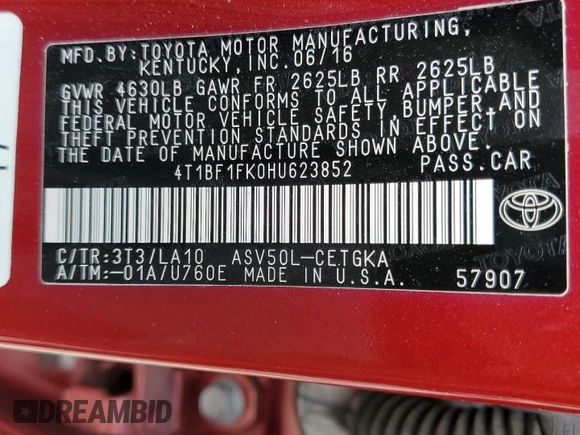 MFD.BY:TOYOTA MOTOR MANUFACTURING,
KENTUCKY, INC. 06/16
GVWR 4630LB GAWR FR 2625LB RR 2625LB
THIS VEHICLE CONFORMS TO ALL APPLICABLE
FEDERAL MOTOR VEHICLE SAFETY, BUMPER, AND
THEFT PREVENTION STANDARDS IN EFFECT ON
THE DATE OF MANUFACTURE SHOWN ABOVE.
4T1BF1FK0HU623852 PASS.CAR
C/TR:3T3/LA10 ASV50L-CETGKA
A/TM:-01A/U760E MADE IN U.S.A.
57907
TOYOTA
DREAMBID